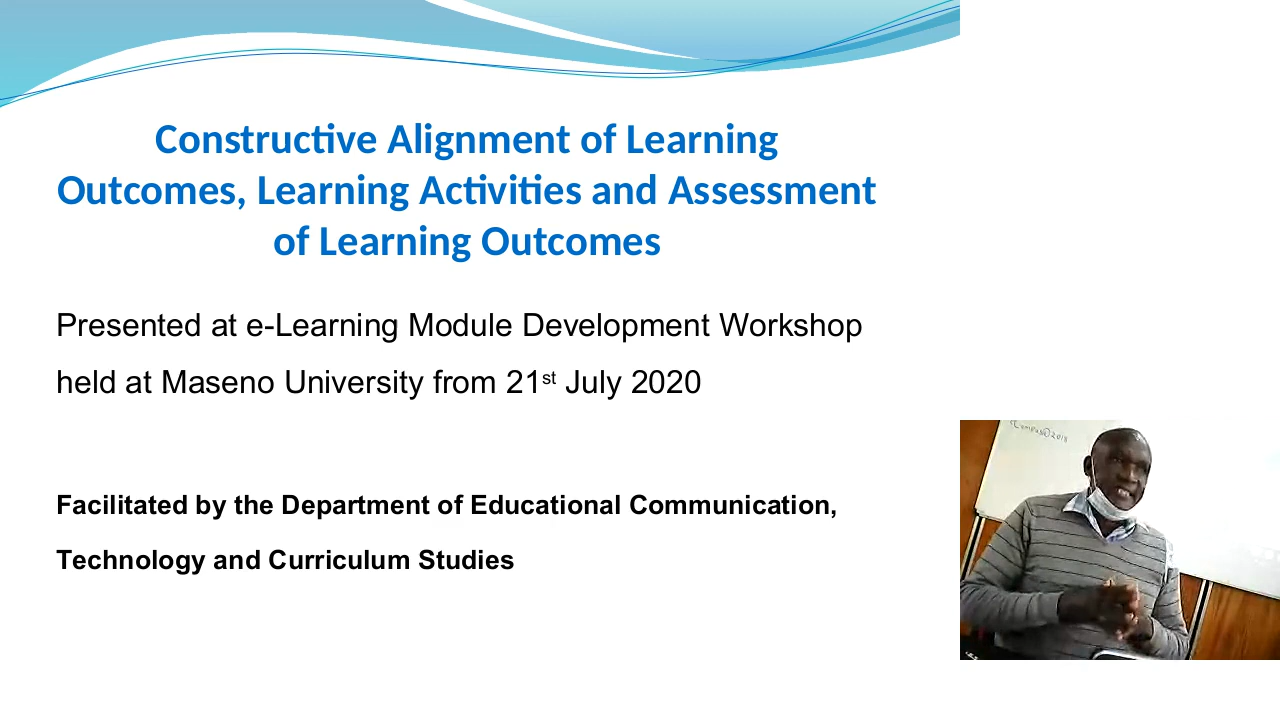 Constructive Alignment of Learning
Outcomes, Learning Activities and Assessment
of Learning Outcomes
Presented at e-Learning Module Development Workshop
held at Maseno University from 21st July 2020
Facilitated by the Department of Educational Communication,
Technology and Curriculum Studies